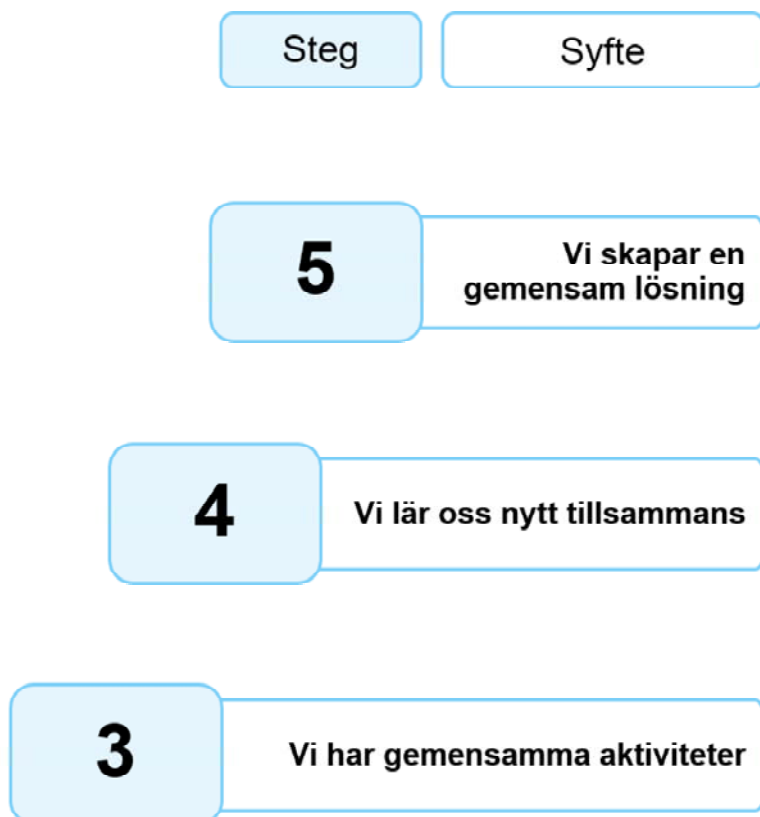 Steg
Syfte
5
Vi skapar en
gemensam lösning
4
Vi lär oss nytt tillsammans
3
Vi har gemensamma aktiviteter